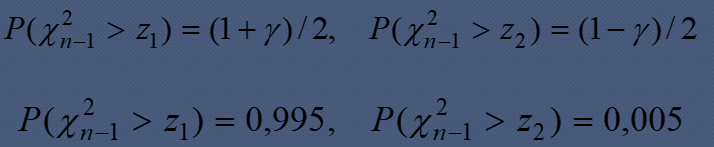 P(χ²ₙ₋₁ > z₁) = (1 + γ) / 2, P(χ²ₙ₋₁ > z₂) = (1 − γ) / 2
P(χ²ₙ₋₁ > z₁) = 0,995, P(χ²ₙ₋₁ > z₂) = 0,005